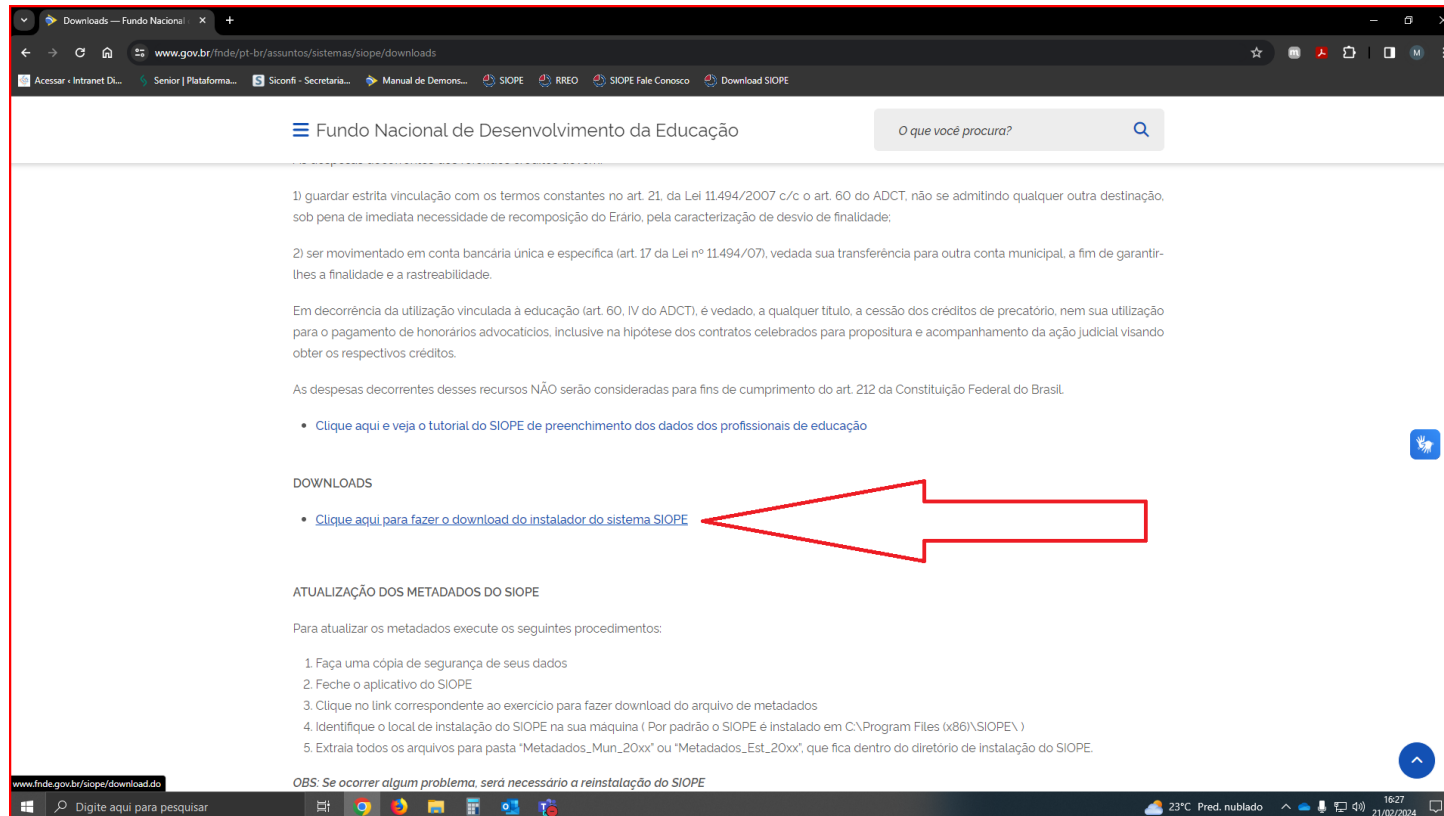 Downloads — Fundo Nacional
www.gov.br/fnde/pt-br/assuntos/sistemas/siope/downloads
M
Acessar ‹ Intranet Di... Senior | Plataforma... Siconfi - Secretaria... Manual de Demons... SIOPE RREO SIOPE Fale Conosco Download SIOPE
Fundo Nacional de Desenvolvimento da Educação
O que você procura?
1) guardar estrita vinculação com os termos constantes no art. 21, da Lei 11.494/2007 c/c o art. 60 do ADCT, não se admitindo qualquer outra destinação,
sob pena de imediata necessidade de recomposição do Erário, pela caracterização de desvio de finalidade;
2) ser movimentado em conta bancária única e específica (art. 17 da Lei nº 11.494/07), vedada sua transferência para outra conta municipal, a fim de garantir-
lhes a finalidade e a rastreabilidade.
Em decorrência da utilização vinculada à educação (art. 60, IV do ADCT), é vedado, a qualquer título, a cessão dos créditos de precatório, nem sua utilização
para o pagamento de honorários advocatícios, inclusive na hipótese dos contratos celebrados para propositura e acompanhamento da ação judicial visando
obter os respectivos créditos.
As despesas decorrentes desses recursos NÃO serão consideradas para fins de cumprimento do art. 212 da Constituição Federal do Brasil.
• Clique aqui e veja o tutorial do SIOPE de preenchimento dos dados dos profissionais de educação
DOWNLOADS
• Clique aqui para fazer o download do instalador do sistema SIOPE
ATUALIZAÇÃO DOS METADADOS DO SIOPE
Para atualizar os metadados execute os seguintes procedimentos:
1. Faça uma cópia de segurança de seus dados
2. Feche o aplicativo do SIOPE
3. Clique no link correspondente ao exercício para fazer download do arquivo de metadados
4. Identifique o local de instalação do SIOPE na sua máquina ( Por padrão o SIOPE é instalado em C:\Program Files (x86)\SIOPE\ )
5. Extraia todos os arquivos para pasta “Metadados_Mun_20xx” ou “Metadados_Est_20xx”, que fica dentro do diretório de instalação do SIOPE.
OBS: Se ocorrer algum problema, será necessário a reinstalação do SIOPE
www.fnde.gov.br/siope/download.do
Digite aqui para pesquisar
23°C Pred. nublado
16:27
21/02/2024